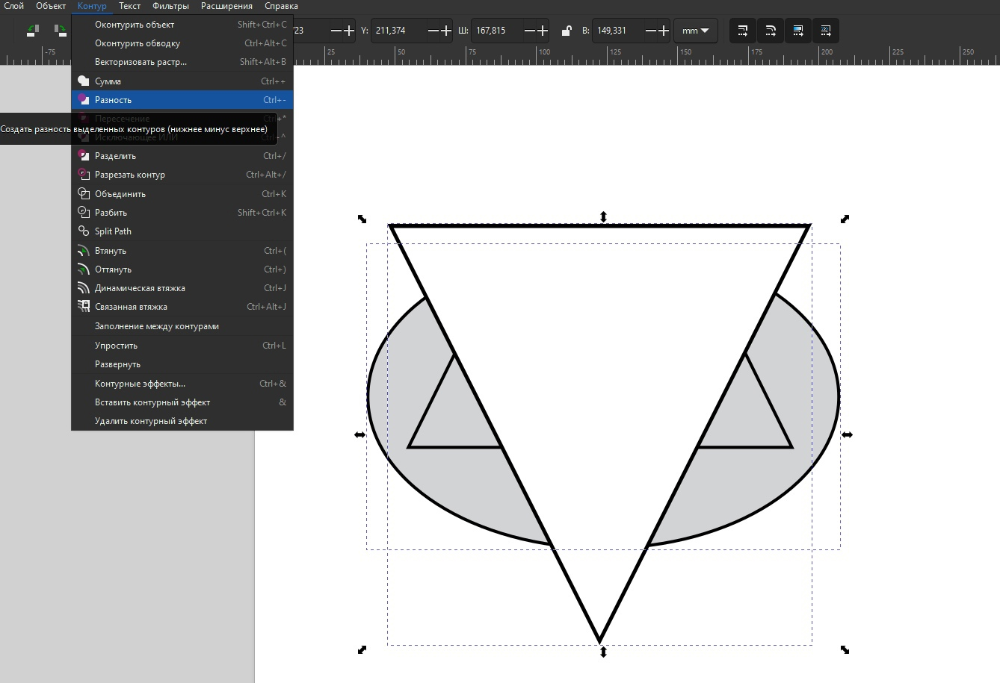 Слой Объект Контур Текст Фильтры Расширения Справка
723 Y: 211,374 Ш: 167,815 В: 149,331 mm
-75 25 50 75 100 125 150 175 200 225 250
Оконтурить объект Shift+Ctrl+C
Оконтурить обводку Ctrl+Alt+C
Векторизовать растр... Shift+Alt+B
Сумма Ctrl++
Разность Ctrl+-
Пересечение Ctrl+*
Создать разность выделенных контуров (нижнее минус верхнее)
Исключающее ИЛИ Ctrl+^
Разделить Ctrl+/
Разрезать контур Ctrl+Alt+/
Объединить Ctrl+K
Разбить Shift+Ctrl+K
Split Path
Втянуть Ctrl+(
Оттянуть Ctrl+)
Динамическая втяжка Ctrl+J
Связанная втяжка Ctrl+Alt+J
Заполнение между контурами
Упростить Ctrl+L
Развернуть
Контурные эффекты... Ctrl+&
Вставить контурный эффект &
Удалить контурный эффект